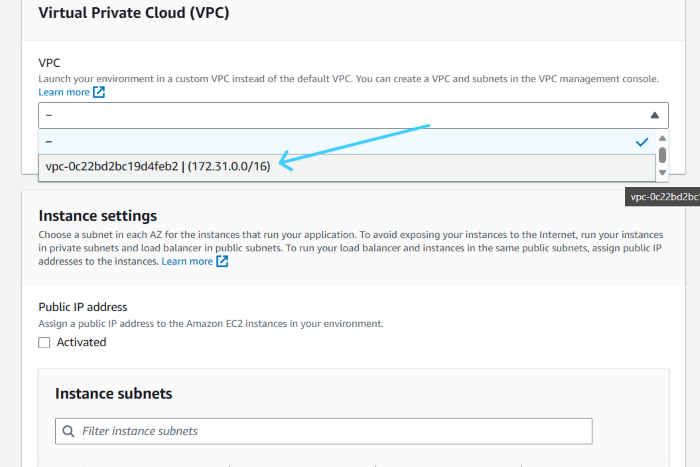 Virtual Private Cloud (VPC)
VPC
Launch your environment in a custom VPC instead of the default VPC. You can create a VPC and subnets in the VPC management console.
Learn more
–
–
vpc-0c22bd2bc19d4feb2 | (172.31.0.0/16)
vpc-0c22bd2bc
Instance settings
Choose a subnet in each AZ for the instances that run your application. To avoid exposing your instances to the Internet, run your instances
in private subnets and load balancer in public subnets. To run your load balancer and instances in the same public subnets, assign public IP
addresses to the instances. Learn more
Public IP address
Assign a public IP address to the Amazon EC2 instances in your environment.
Activated
Instance subnets
Filter instance subnets